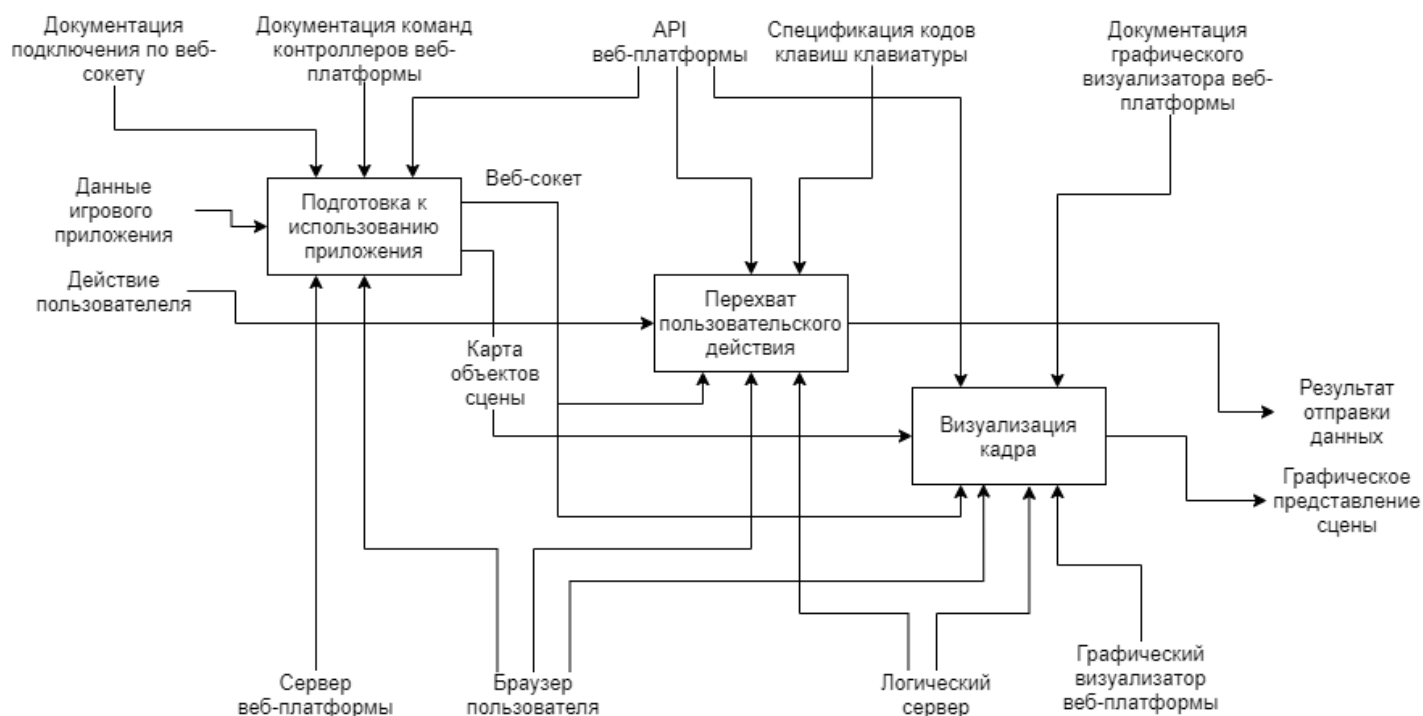 Документация
подключения по веб-
сокету
Документация команд
контроллеров веб-
платформы
API
веб-платформы
Спецификация кодов
клавиш клавиатуры
Документация
графического
визуализатора веб-
платформы
Данные
игрового
приложения
Подготовка к
использованию
приложения
Веб-сокет
Действие
пользователеля
Перехват
пользовательского
действия
Карта
объектов
сцены
Визуализация
кадра
Результат
отправки
данных
Графическое
представление
сцены
Сервер
веб-платформы
Браузер
пользователя
Логический
сервер
Графический
визуализатор
веб-платформы